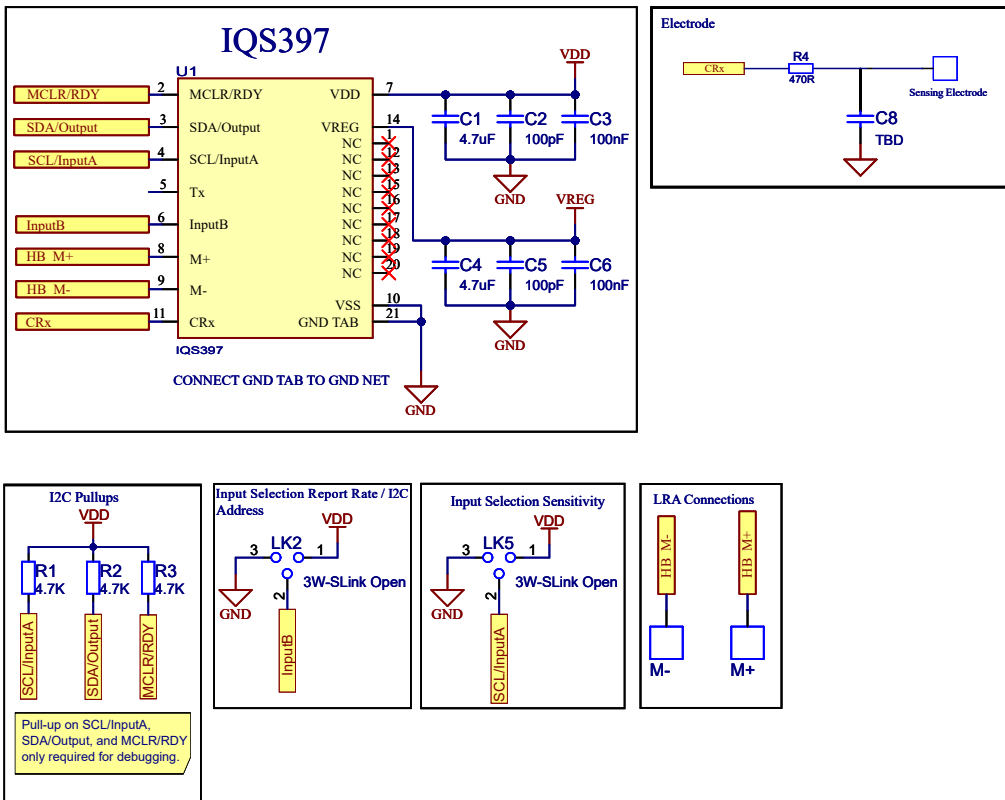 IQS397
U1
MCLR/RDY 2 MCLR/RDY
SDA/Output 3 SDA/Output
SCL/InputA 4 SCL/InputA
5 Tx
InputB 6 InputB
HB M+ 8 M+
HB M- 9 M-
CRx 11 CRx
VDD 7
VREG 14
NC 1
NC 12
NC 13
NC 15
NC 16
NC 17
NC 18
NC 19
NC 20
VSS 10
GND TAB 21
IQS397
CONNECT GND TAB TO GND NET
GND
VDD
C1 C2 C3
4.7uF 100pF 100nF
GND
VREG
C4 C5 C6
4.7uF 100pF 100nF
GND
Electrode
CRx
R4
470R
Sensing Electrode
C8
TBD
I2C Pullups
VDD
R1 R2 R3
4.7K 4.7K 4.7K
SCL/InputA
SDA/Output
MCLR/RDY
Pull-up on SCL/InputA,
SDA/Output, and MCLR/RDY
only required for debugging.
Input Selection Report Rate / I2C
Address
VDD
LK2
3 1
3W-SLink Open
2
GND
InputB
Input Selection Sensitivity
VDD
LK5
3 1
3W-SLink Open
2
GND
SCL/InputA
LRA Connections
HB M-
HB M+
M-
M+